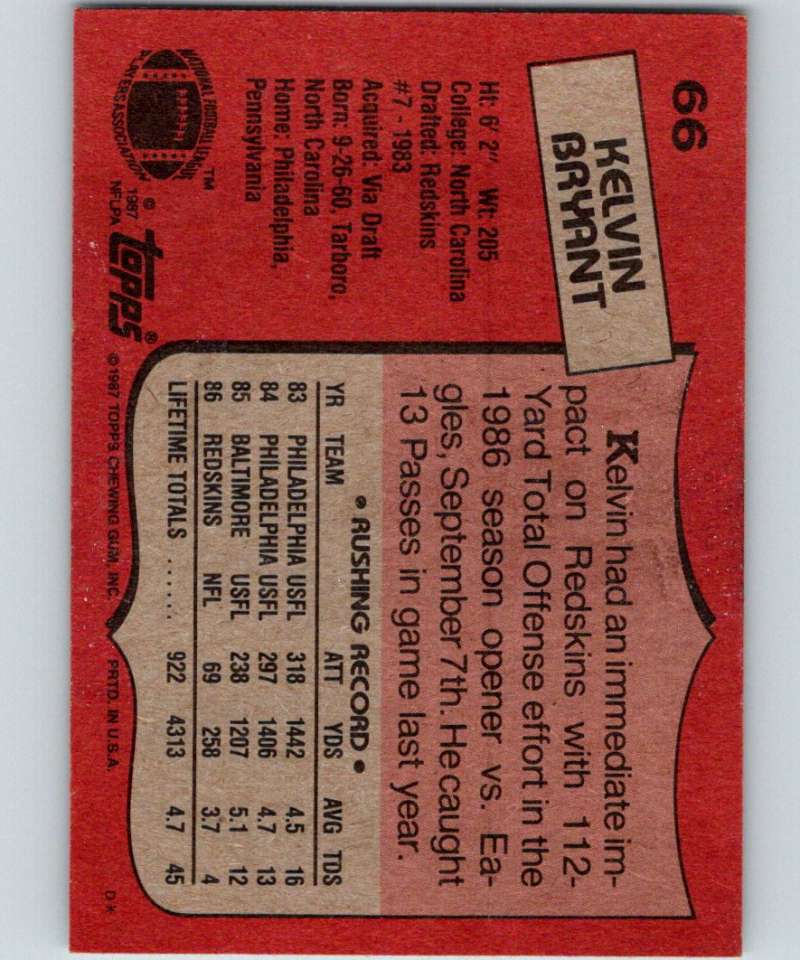 66
KELVIN
BRYANT
Ht: 6' 2" Wt: 205
College: North Carolina
Drafted: Redskins
#7 - 1983
Acquired: Via Draft
Born: 9-26-60, Tarboro,
North Carolina
Home: Philadelphia,
Pennsylvania
NATIONAL FOOTBALL LEAGUE
PLAYERS ASSOCIATION
™
© 1987
NFLPA
topps®
Kelvin had an immediate im-
pact on Redskins with 112-
Yard Total Offense effort in the
1986 season opener vs. Ea-
gles, September 7th. He caught
13 Passes in game last year.
• RUSHING RECORD •
YR TEAM ATT YDS AVG TDS
83 PHILADELPHIA USFL 318 1442 4.5 16
84 PHILADELPHIA USFL 297 1406 4.7 13
85 BALTIMORE USFL 238 1207 5.1 12
86 REDSKINS NFL 69 258 3.7 4
LIFETIME TOTALS ...... 922 4313 4.7 45
© 1987 TOPPS CHEWING GUM, INC. PRTD. IN U.S.A. D*